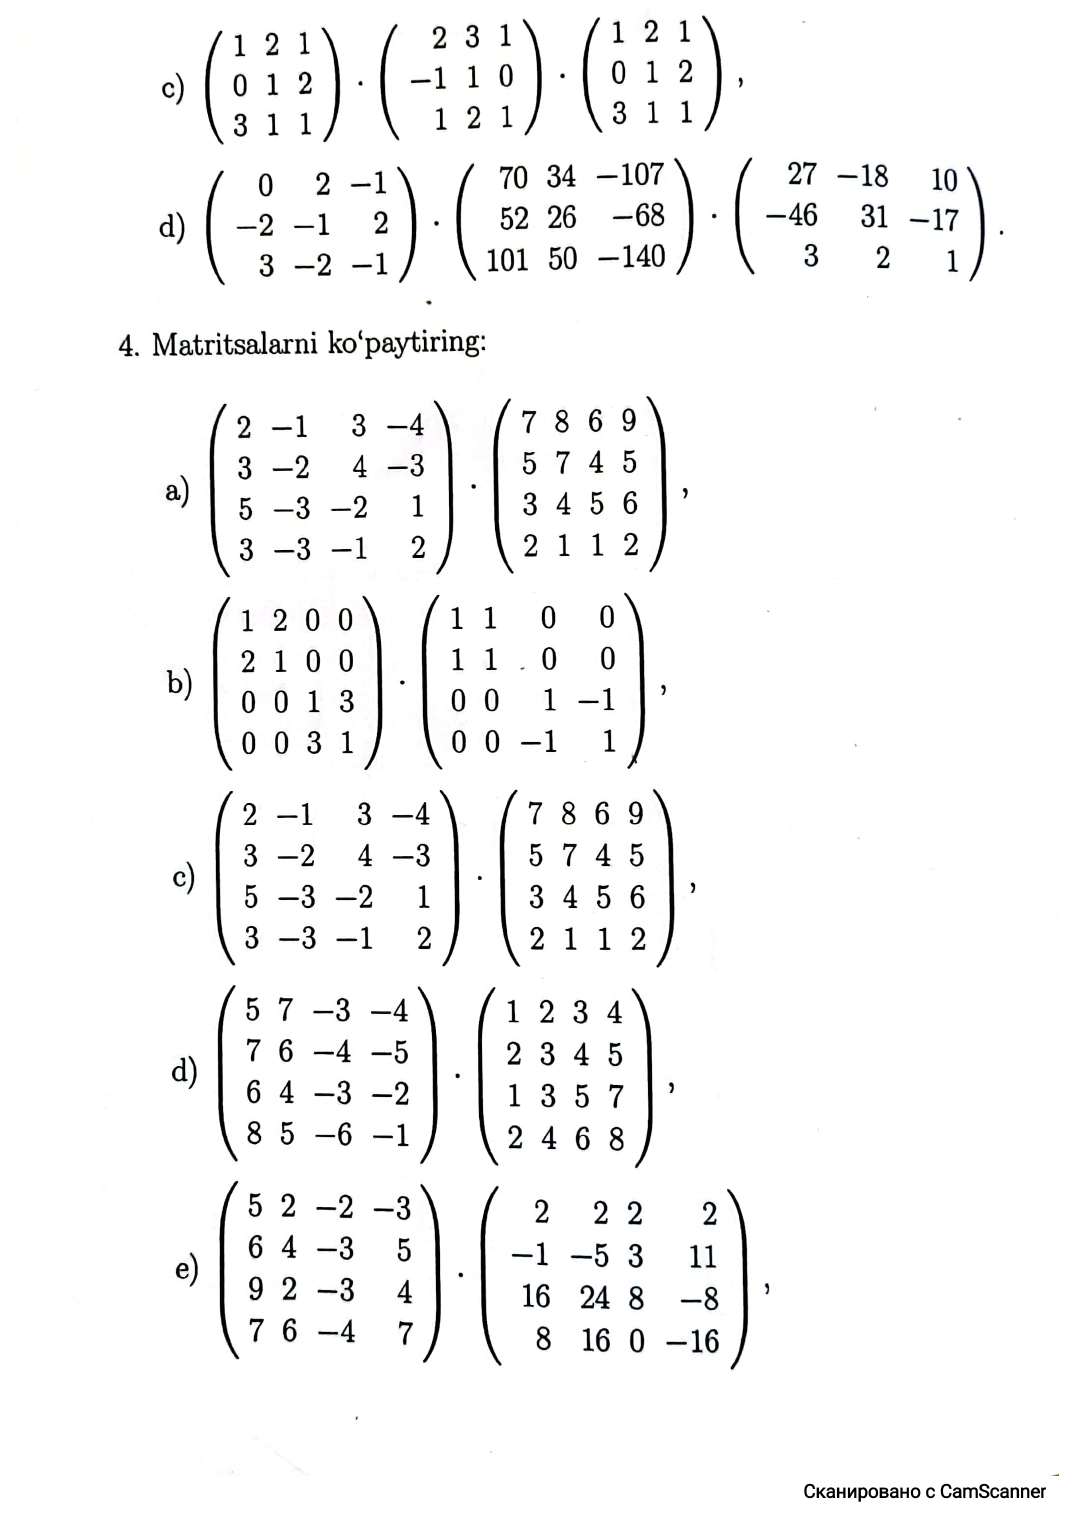 c) ( 1 2 1 ) · ( 2 3 1 ) · ( 1 2 1 )
( 0 1 2 ) ( −1 1 0 ) ( 0 1 2 ) ,
( 3 1 1 ) ( 1 2 1 ) ( 3 1 1 )
d) ( 0 2 −1 ) · ( 70 34 −107 ) · ( 27 −18 10 )
( −2 −1 2 ) ( 52 26 −68 ) ( −46 31 −17 ) .
( 3 −2 −1 ) ( 101 50 −140 ) ( 3 2 1 )
4. Matritsalarni ko‘paytiring:
a) ( 2 −1 3 −4 ) · ( 7 8 6 9 )
( 3 −2 4 −3 ) ( 5 7 4 5 )
( 5 −3 −2 1 ) ( 3 4 5 6 ) ,
( 3 −3 −1 2 ) ( 2 1 1 2 )
b) ( 1 2 0 0 ) · ( 1 1 0 0 )
( 2 1 0 0 ) ( 1 1 0 0 )
( 0 0 1 3 ) ( 0 0 1 −1 ) ,
( 0 0 3 1 ) ( 0 0 −1 1 )
c) ( 2 −1 3 −4 ) · ( 7 8 6 9 )
( 3 −2 4 −3 ) ( 5 7 4 5 )
( 5 −3 −2 1 ) ( 3 4 5 6 ) ,
( 3 −3 −1 2 ) ( 2 1 1 2 )
d) ( 5 7 −3 −4 ) · ( 1 2 3 4 )
( 7 6 −4 −5 ) ( 2 3 4 5 )
( 6 4 −3 −2 ) ( 1 3 5 7 ) ,
( 8 5 −6 −1 ) ( 2 4 6 8 )
e) ( 5 2 −2 −3 ) · ( 2 2 2 2 )
( 6 4 −3 5 ) ( −1 −5 3 11 )
( 9 2 −3 4 ) ( 16 24 8 −8 ) ,
( 7 6 −4 7 ) ( 8 16 0 −16 )
Сканировано с CamScanner